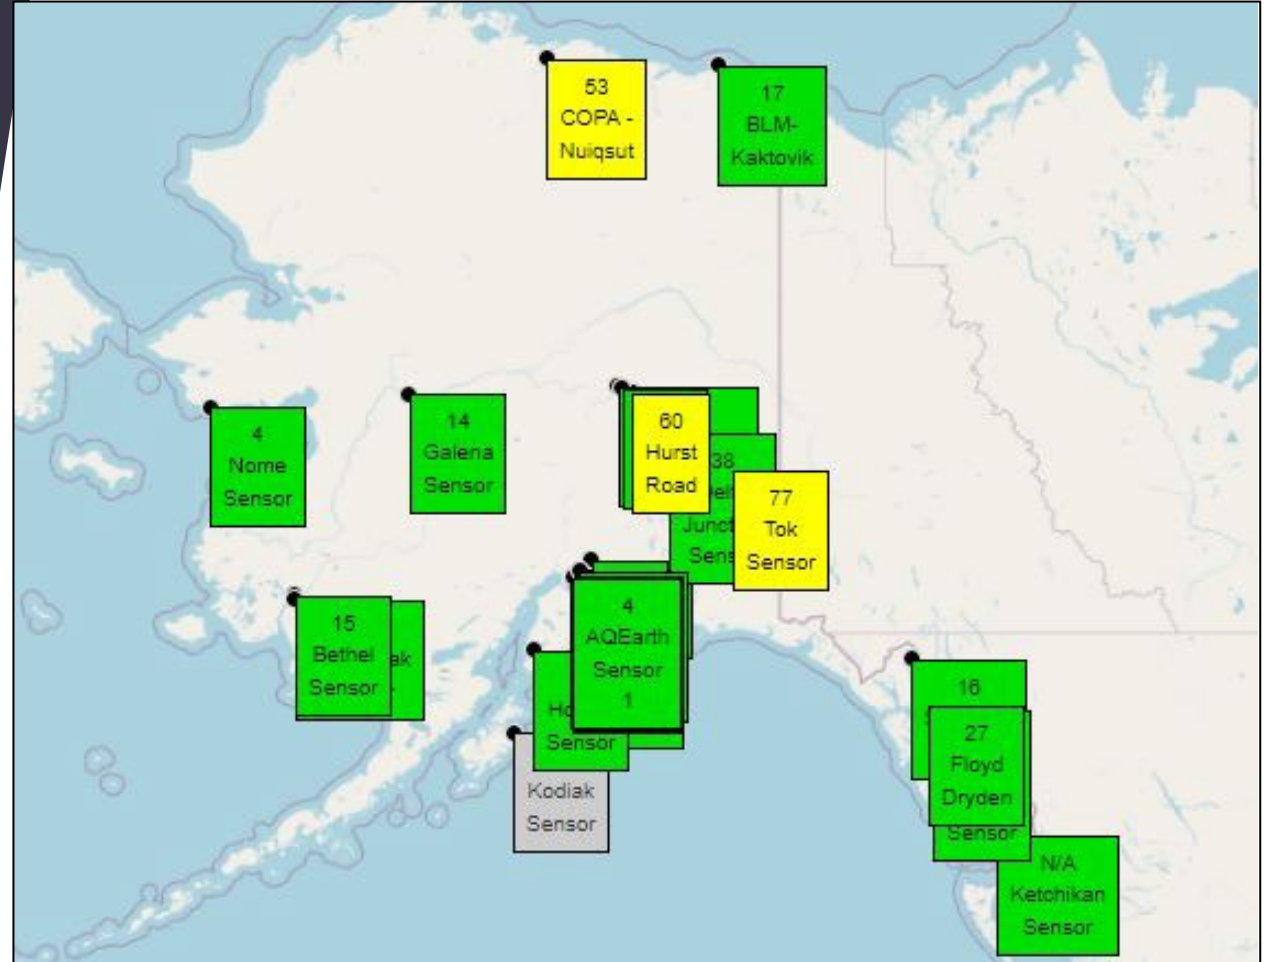 53
COPA -
Nuiqsut
17
BLM-
Kaktovik
4
Nome
Sensor
14
Galena
Sensor
60
Hurst
Road
38
Junct
Sens
77
Tok
Sensor
15
Bethel
Sensor
ak
-
4
AQEarth
Sensor
1
Ho
Sensor
Kodiak
Sensor
16
27
Floyd
Dryden
Sensor
N/A
Ketchikan
Sensor